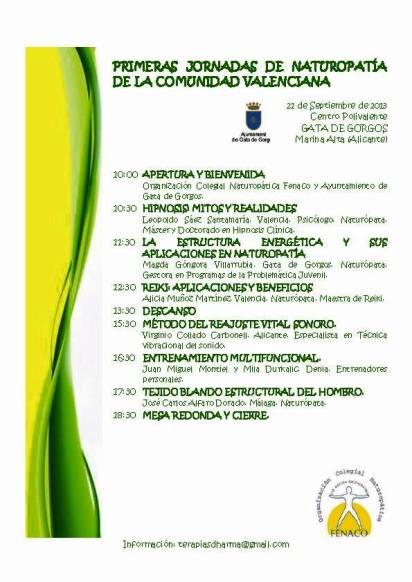 PRIMERAS JORNADAS DE NATUROPATÍA
DE LA COMUNIDAD VALENCIANA
22 de Septiembre de 2013
Centro Polivalente
GATA DE GORGOS
Marina Alta (Alicante)
Ajuntament
de Gata de Gorg
10:00 APERTURA Y BIENVENIDA
Organización Colegial Naturopática Fenaco y Ayuntamiento de
Gata de Gorgos.
10:30 HIPNOSIS: MITOS Y REALIDADES
Leopoldo Sáez Santamaría. Valencia. Psicólogo. Naturópata.
Máster y Doctorado en Hipnosis Clínica.
11:30 LA ESTRUCTURA ENERGÉTICA Y SUS
APLICACIONES EN NATUROPATÍA
Magda Góngora Villarrubia. Gata de Gorgos. Naturópata.
Gestora en Programas de la Problemática Juvenil.
12:30 REIKI: APLICACIONES Y BENEFICIOS
Alicia Muñoz Martínez. Valencia. Naturópata. Maestra de Reiki.
13:30 DESCANSO
15:30 MÉTODO DEL REAJUSTE VITAL SONORO.
Virginio Collado Carbonell. Alicante. Especialista en Técnica
vibracional del sonido.
16:30 ENTRENAMIENTO MULTIFUNCIONAL.
Juan Miguel Montiel y Mila Durkalic. Denia. Entrenadores
personales.
17:30 TEJIDO BLANDO ESTRUCTURAL DEL HOMBRO.
José Carlos Alfaro Dorado. Málaga. Naturópata.
18:30 MESA REDONDA Y CIERRE.
Organización Colegial Naturopática
FENACO
Información: terapiasdharma@gmail.com